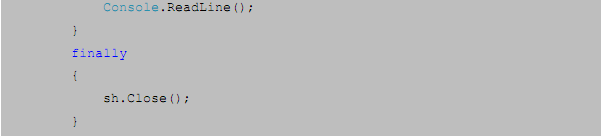 Console.ReadLine();
}
finally
{
sh.Close();
}